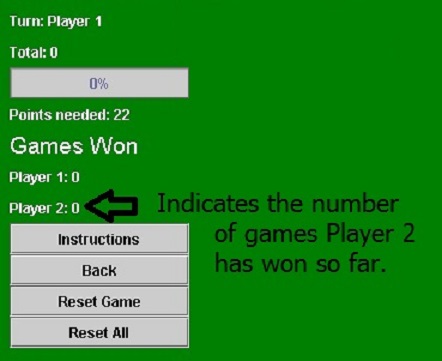 Turn: Player 1
Total: 0
0%
Points needed: 22
Games Won
Player 1: 0
Player 2: 0
Indicates the number
of games Player 2
has won so far.
Instructions
Back
Reset Game
Reset All